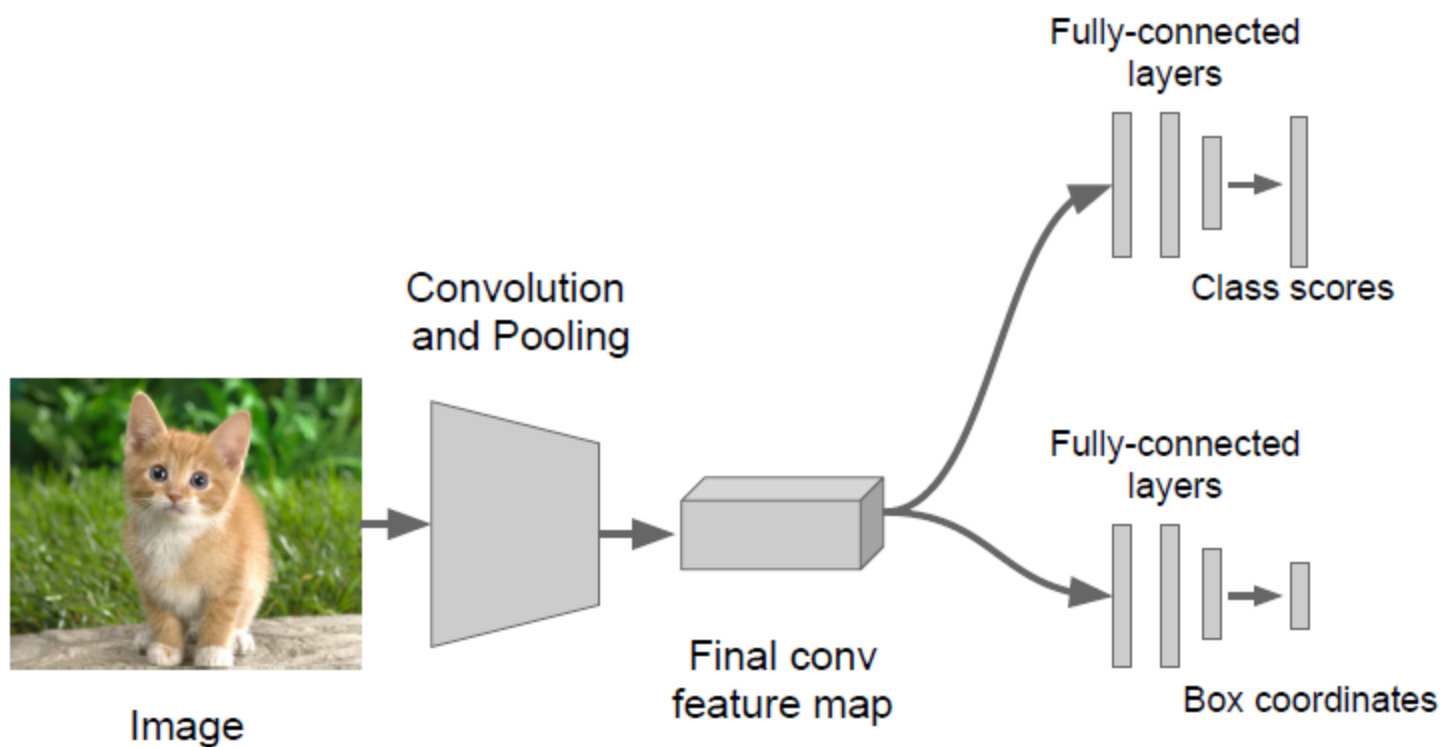 Fully-connected
layers
Class scores
Convolution
and Pooling
Fully-connected
layers
Box coordinates
Final conv
feature map
Image